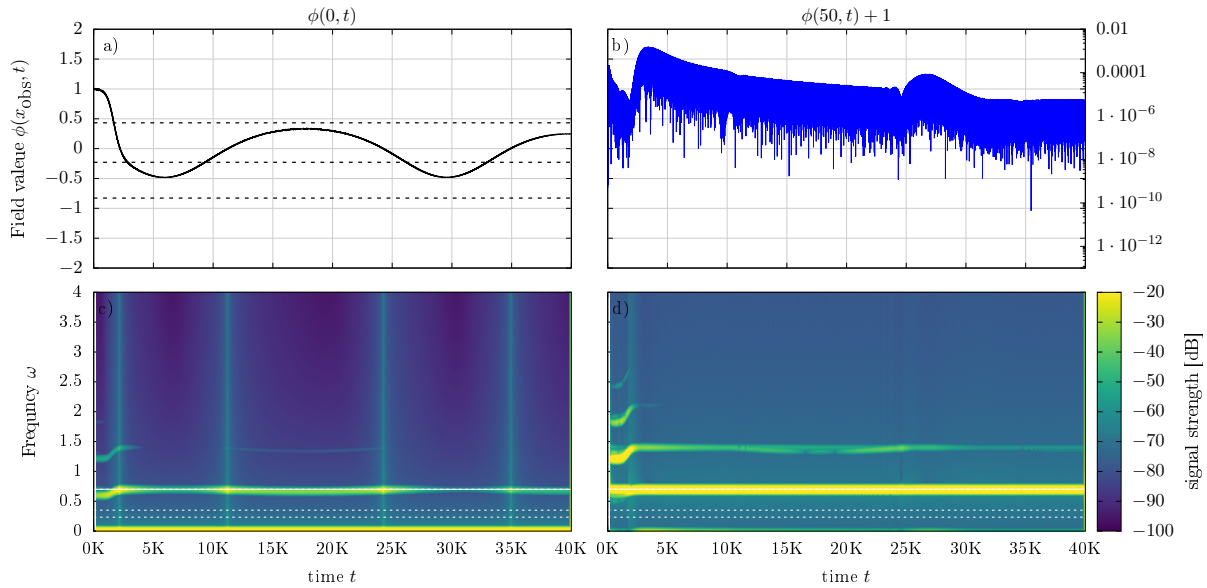 ϕ(0, t)
ϕ(50, t) + 1
a)
b)
Field valeue ϕ(x_obs, t)
2
1.5
1
0.5
0
−0.5
−1
−1.5
−2
0.01
0.0001
1 · 10^−6
1 · 10^−8
1 · 10^−10
1 · 10^−12
c)
d)
Frequncy ω
4
3.5
3
2.5
2
1.5
1
0.5
0
0K 5K 10K 15K 20K 25K 30K 35K 40K
time t
0K 5K 10K 15K 20K 25K 30K 35K 40K
time t
−20
−30
−40
−50
−60
−70
−80
−90
−100
signal strength [dB]